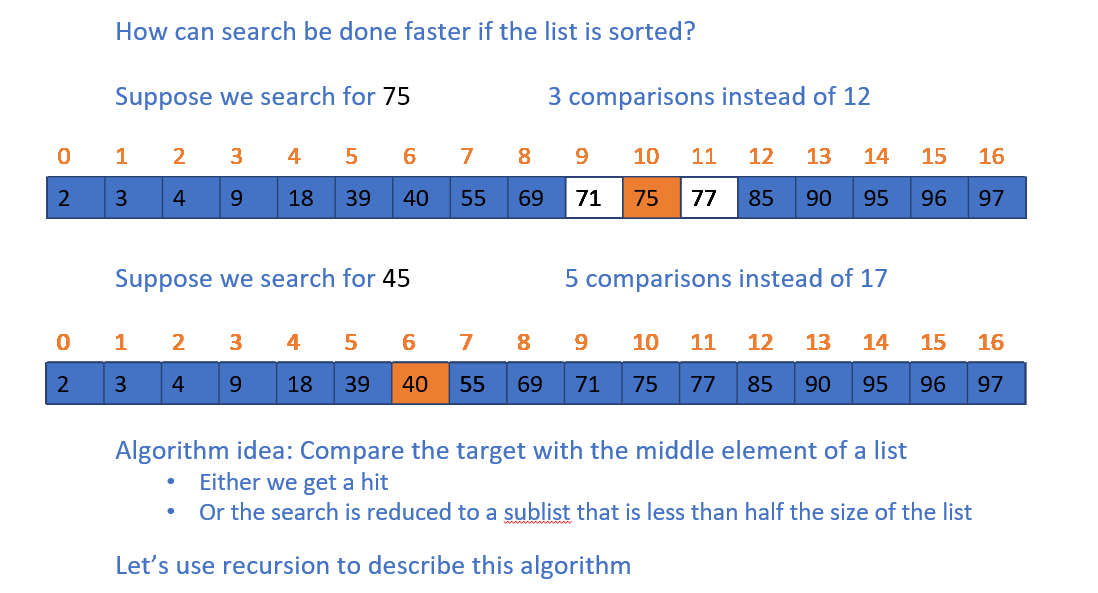 How can search be done faster if the list is sorted?
Suppose we search for 75 3 comparisons instead of 12
0 1 2 3 4 5 6 7 8 9 10 11 12 13 14 15 16
2 3 4 9 18 39 40 55 69 71 75 77 85 90 95 96 97
Suppose we search for 45 5 comparisons instead of 17
0 1 2 3 4 5 6 7 8 9 10 11 12 13 14 15 16
2 3 4 9 18 39 40 55 69 71 75 77 85 90 95 96 97
Algorithm idea: Compare the target with the middle element of a list
• Either we get a hit
• Or the search is reduced to a sublist that is less than half the size of the list
Let’s use recursion to describe this algorithm